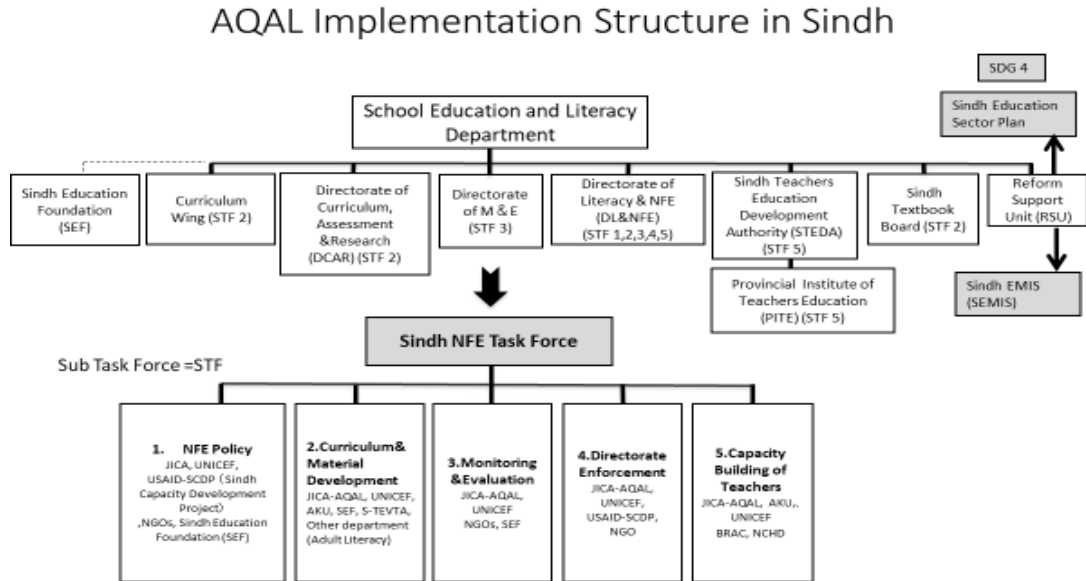 AQAL Implementation Structure in Sindh
SDG 4
Sindh Education
Sector Plan
School Education and Literacy
Department
Sindh Education
Foundation
(SEF)
Curriculum
Wing (STF 2)
Directorate of
Curriculum,
Assessment
&Research
(DCAR) (STF 2)
Directorate
of M & E
(STF 3)
Directorate of
Literacy & NFE
(DL&NFE)
(STF 1,2,3,4,5)
Sindh Teachers
Education
Development
Authority (STEDA)
(STF 5)
Sindh
Textbook
Board (STF 2)
Reform
Support
Unit (RSU)
Provincial Institute of
Teachers Education
(PITE) (STF 5)
Sindh EMIS
(SEMIS)
Sindh NFE Task Force
Sub Task Force =STF
1. NFE Policy
JICA, UNICEF,
USAID-SCDP (Sindh
Capacity Development
Project)
,NGOs, Sindh Education
Foundation (SEF)
2.Curriculum&
Material
Development
JICA-AQAL, UNICEF,
AKU, SEF, S-TEVTA,
Other department
(Adult Literacy)
3.Monitoring
&Evaluation
JICA-AQAL,
UNICEF
NGOs, SEF
4.Directorate
Enforcement
JICA-AQAL,
UNICEF,
USAID-SCDP,
NGO
5.Capacity
Building of
Teachers
JICA-AQAL, AKU,.
UNICEF
BRAC, NCHD